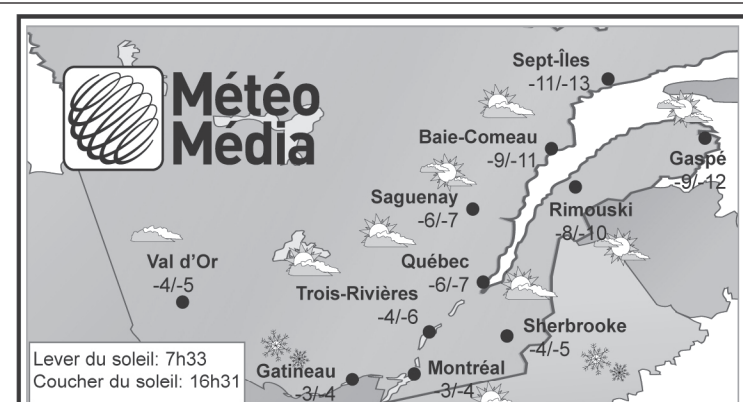 Météo
Média
Sept-Îles
-11/-13
Baie-Comeau
-9/-11
Gaspé
-9/-12
Saguenay
-6/-7
Rimouski
-8/-10
Val d'Or
-4/-5
Québec
-6/-7
Trois-Rivières
-4/-6
Sherbrooke
-4/-5
Lever du soleil: 7h33
Coucher du soleil: 16h31
Gatineau
-3/-4
Montréal
-3/-4